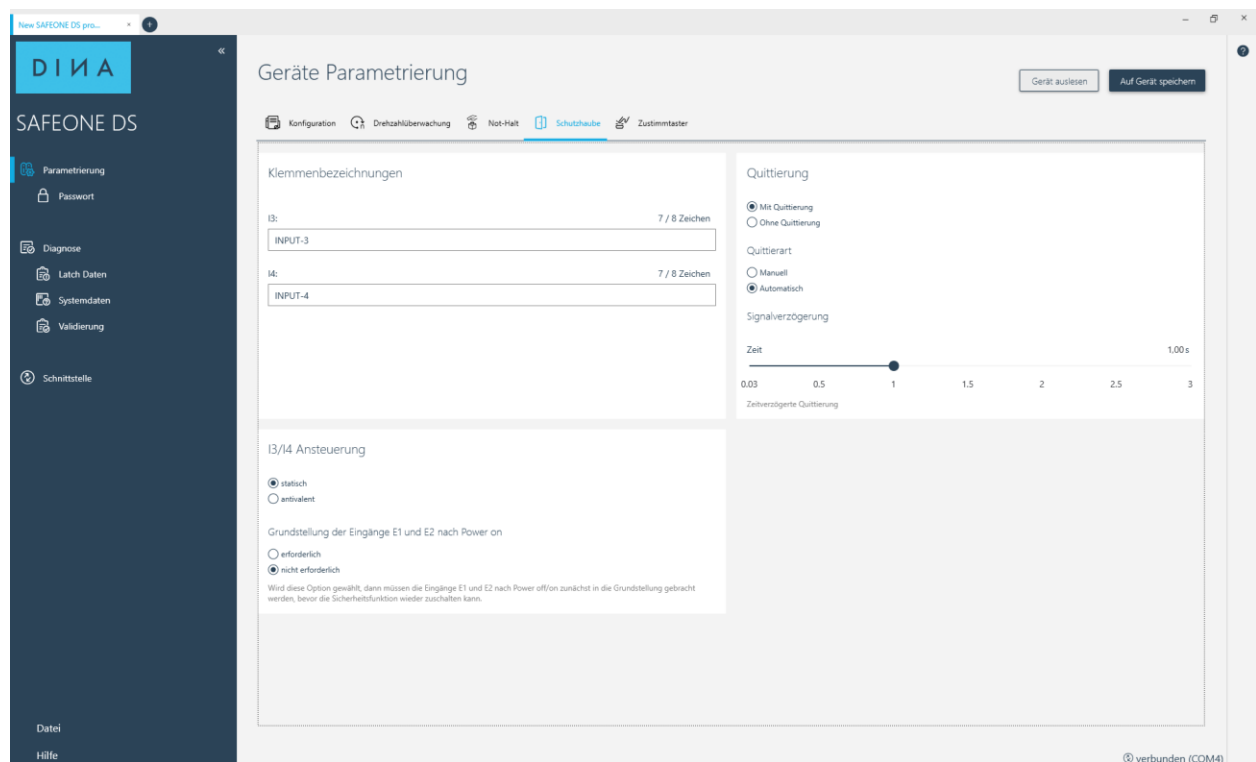 New SAFEONE DS pro...
DINA
SAFEONE DS
Parametrierung
Passwort
Diagnose
Latch Daten
Systemdaten
Validierung
Schnittstelle
Datei
Hilfe
Geräte Parametrierung
Gerät auslesen
Auf Gerät speichern
Konfiguration Drehzahlüberwachung Not-Halt Schutzhaube Zustimmtaster
Klemmenbezeichnungen
I3: 7 / 8 Zeichen
INPUT-3
I4: 7 / 8 Zeichen
INPUT-4
Quittierung
Mit Quittierung
Ohne Quittierung
Quittierart
Manuell
Automatisch
Signalverzögerung
Zeit 1,00 s
0.03 0.5 1 1.5 2 2.5 3
Zeitverzögerte Quittierung
I3/I4 Ansteuerung
statisch
antivalent
Grundstellung der Eingänge E1 und E2 nach Power on
erforderlich
nicht erforderlich
Wird diese Option gewählt, dann müssen die Eingänge E1 und E2 nach Power off/on zunächst in die Grundstellung gebracht
werden, bevor die Sicherheitsfunktion wieder zuschalten kann.
verbunden (COM4)